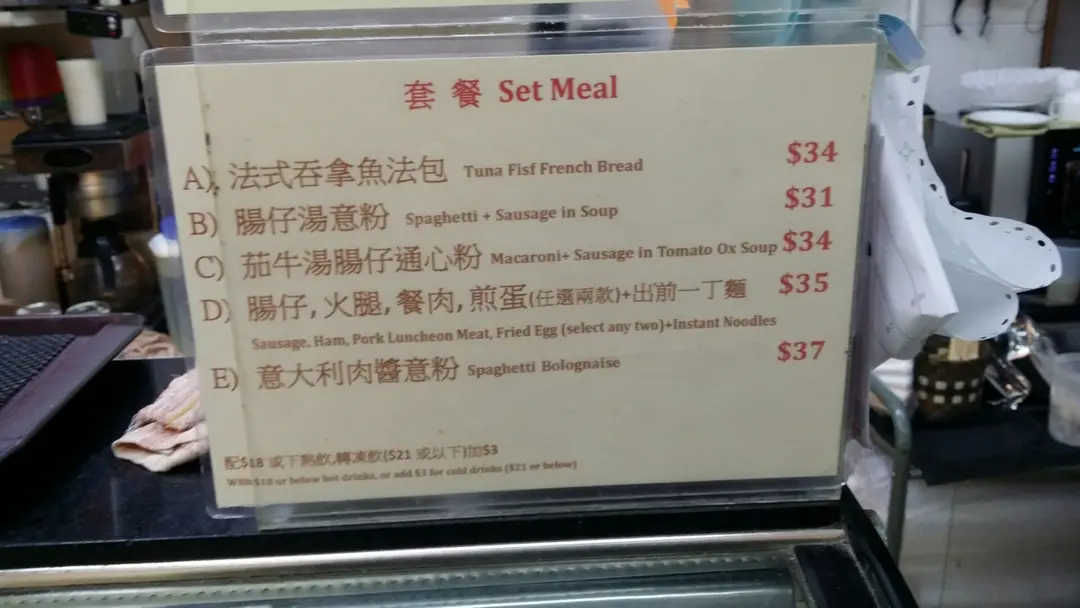 套 餐 Set Meal
A) 法式吞拿魚法包 Tuna Fisf French Bread $34
B) 腸仔湯意粉 Spaghetti + Sausage in Soup $31
C) 茄牛湯腸仔通心粉 Macaroni+ Sausage in Tomato Ox Soup $34
D) 腸仔, 火腿, 餐肉, 煎蛋(任選兩款)+出前一丁麵 $35
Sausage, Ham, Pork Luncheon Meat, Fried Egg (select any two)+Instant Noodles
E) 意大利肉醬意粉 Spaghetti Bolognaise $37
配$18 或下熱飲,轉凍飲($21 或以下)加$3
With $18 or below hot drinks, or add $3 for cold drinks ($21 or below)